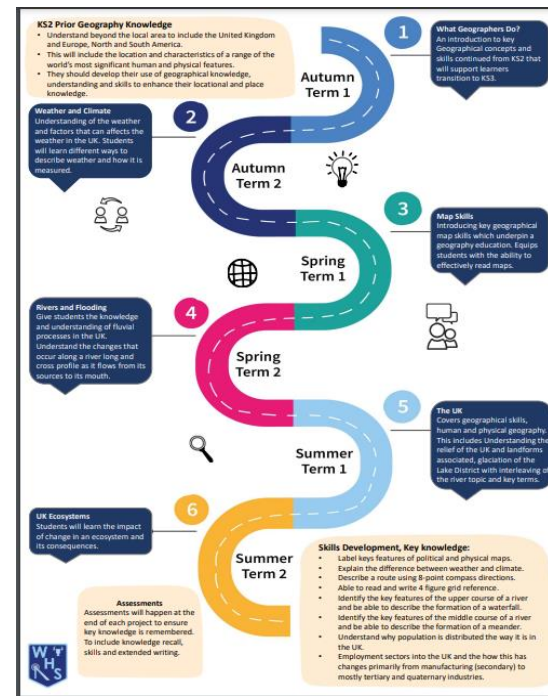 KS2 Prior Geography Knowledge
• Understand beyond the local area to include the United Kingdom
and Europe, North and South America.
• This will include the location and characteristics of a range of the
world's most significant human and physical features.
• They should develop their use of geographical knowledge,
understanding and skills to enhance their locational and place
knowledge.
1
What Geographers Do?
An introduction to key
Geographical concepts and
skills continued from KS2 that
will support learners
transition to KS3.
Autumn
Term 1
2
Weather and Climate
Understanding of the weather
and factors that can affects the
weather in the UK. Students
will learn different ways to
describe weather and how it is
measured.
Autumn
Term 2
3
Map Skills
Introducing key geographical
map skills which underpin a
geography education. Equips
students with the ability to
effectively read maps.
Spring
Term 1
4
Rivers and Flooding
Give students the knowledge
and understanding of fluvial
processes in the UK.
Understand the changes that
occur along a river long and
cross profile as it flows from its
sources to its mouth.
Spring
Term 2
5
The UK
Covers geographical skills,
human and physical geography.
This includes Understanding the
relief of the UK and landforms
associated, glaciation of the
Lake District with interleaving of
the river topic and key terms.
Summer
Term 1
6
UK Ecosystems
Students will learn the impact
of change in an ecosystem and
its consequences.
Summer
Term 2
Skills Development, Key knowledge:
• Label keys features of political and physical maps.
• Explain the difference between weather and climate.
• Describe a route using 8-point compass directions.
• Able to read and write 4 figure grid reference.
• Identify the key features of the upper course of a river
and be able to describe the formation of a waterfall.
• Identify the key features of the middle course of a river
and be able to describe the formation of a meander.
• Understand why population is distributed the way it is in
the UK.
• Employment sectors into the UK and the how this has
changes primarily from manufacturing (secondary) to
mostly tertiary and quaternary industries.
Assessments
Assessments will happen at
the end of each project to ensure
key knowledge is remembered.
To include knowledge recall,
skills and extended writing.
W
H
S